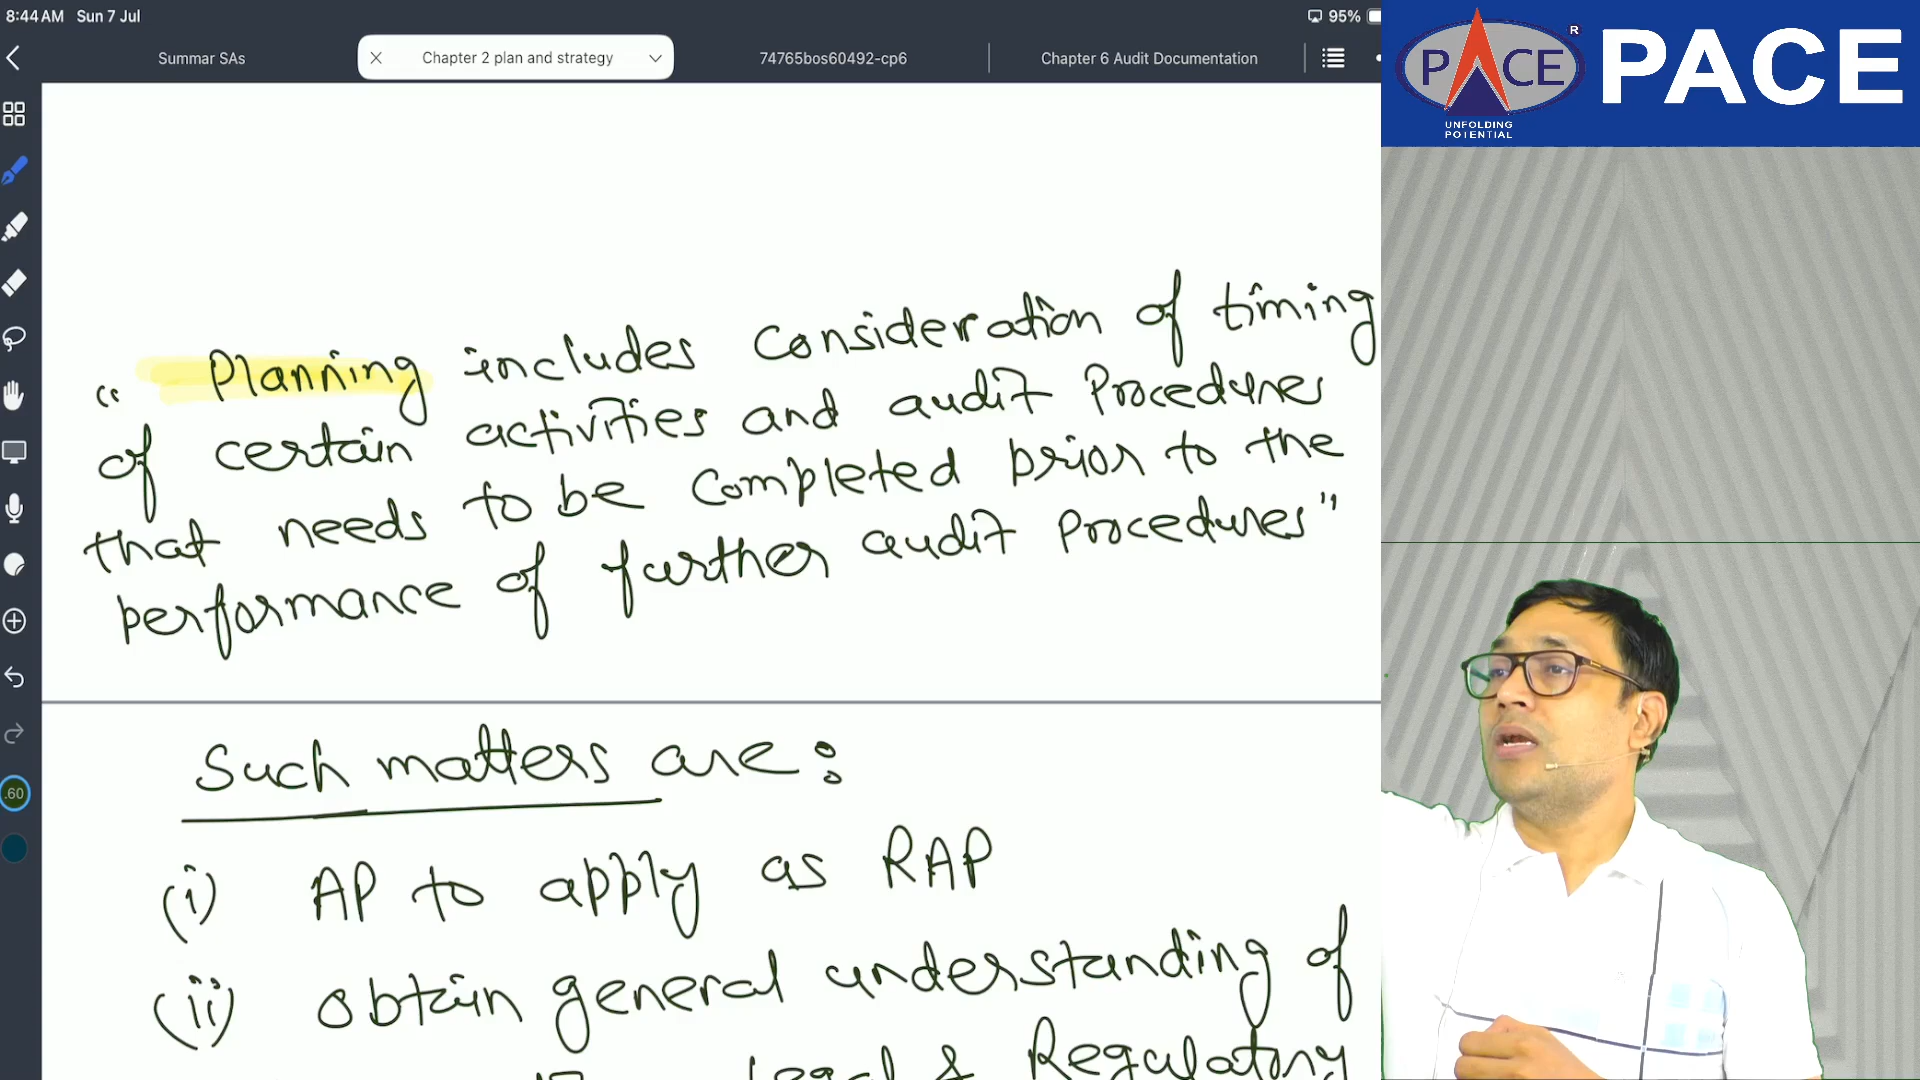 8:44 AM Sun 7 Jul
95%
Summar SAs
Chapter 2 plan and strategy
74765bos60492-cp6
Chapter 6 Audit Documentation
PACE
®
UNFOLDING
POTENTIAL
PACE
"Planning includes consideration of timing
of certain activities and audit Procedures
that needs to be completed prior to the
performance of further audit procedures"
Such matters are:
(i) AP to apply as RAP
(ii) obtain general understanding of
Legal & Regulatory
.60